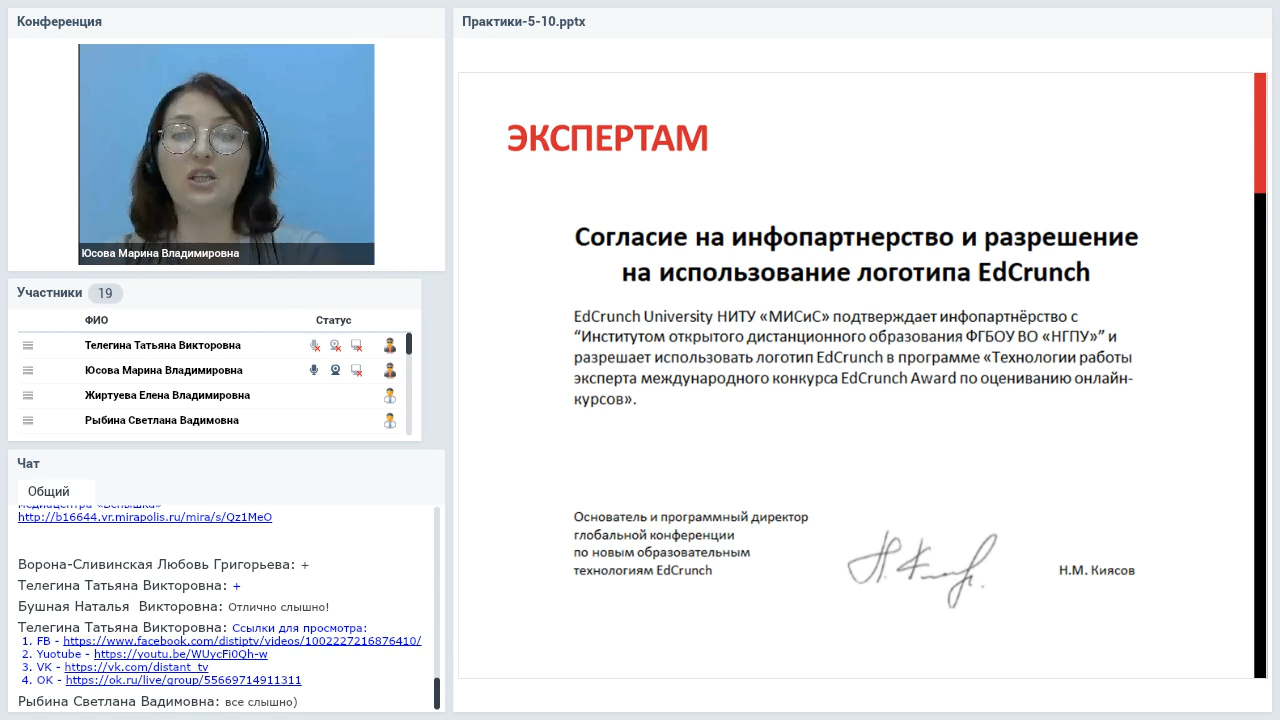 Конференция
Юсова Марина Владимировна
Участники 19
ФИО Статус
Телегина Татьяна Викторовна
Юсова Марина Владимировна
Жиртуева Елена Владимировна
Рыбина Светлана Вадимовна
Чат
Общий
http://b16644.vr.mirapolis.ru/mira/s/Qz1MeO
Ворона-Сливинская Любовь Григорьева: +
Телегина Татьяна Викторовна: +
Бушная Наталья Викторовна: Отлично слышно!
Телегина Татьяна Викторовна: Ссылки для просмотра:
1. FB - https://www.facebook.com/distiptv/videos/1002227216876410/
2. Yuotube - https://youtu.be/WUycFi0Qh-w
3. VK - https://vk.com/distant_tv
4. OK - https://ok.ru/live/group/55669714911311
Рыбина Светлана Вадимовна: все слышно)
Практики-5-10.pptx
ЭКСПЕРТАМ
Согласие на инфопартнерство и разрешение
на использование логотипа EdCrunch
EdCrunch University НИТУ «МИСиС» подтверждает инфопартнёрство с
“Институтом открытого дистанционного образования ФГБОУ ВО «НГПУ»” и
разрешает использовать логотип EdCrunch в программе «Технологии работы
эксперта международного конкурса EdCrunch Award по оцениванию онлайн-
курсов».
Основатель и программный директор
глобальной конференции
по новым образовательным
технологиям EdCrunch
Н.М. Киясов